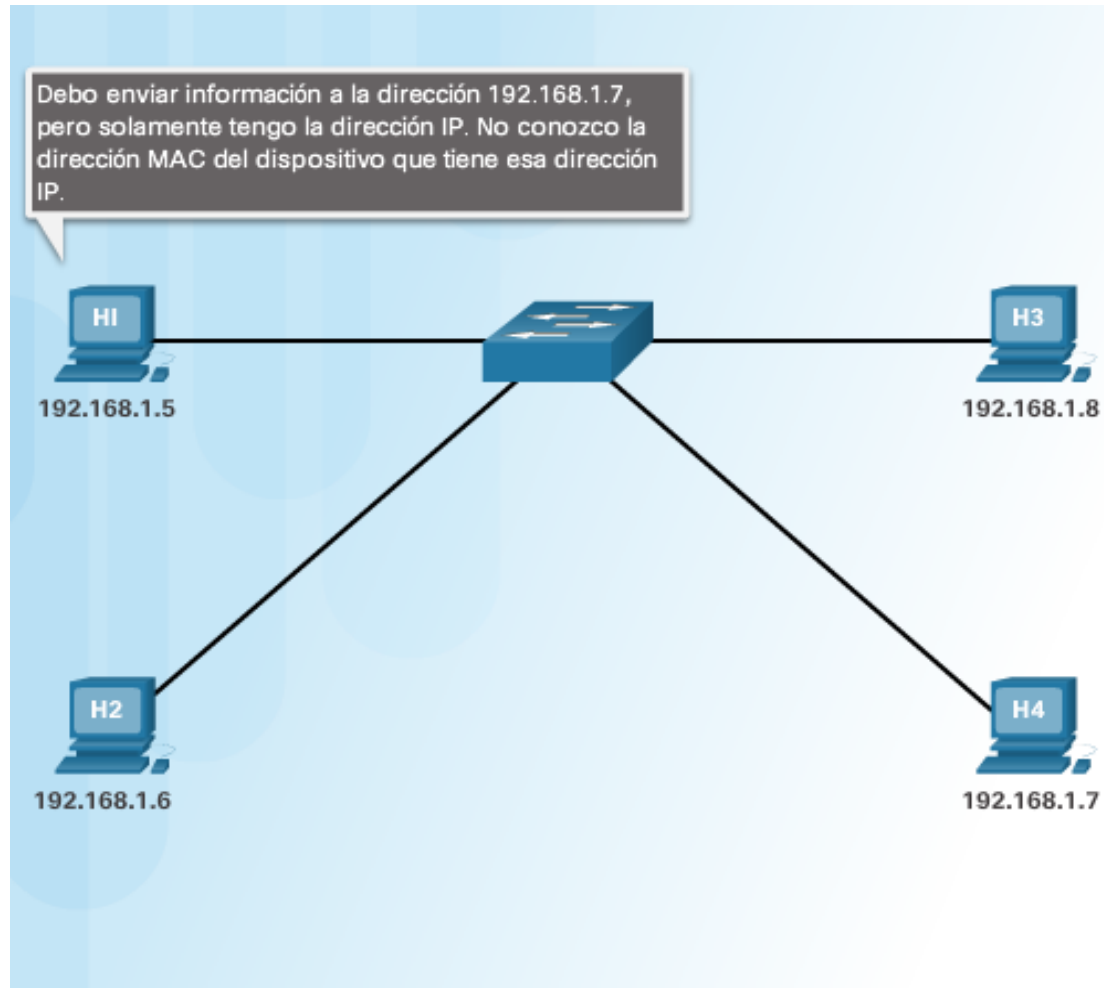 Debo enviar información a la dirección 192.168.1.7,
pero solamente tengo la dirección IP. No conozco la
dirección MAC del dispositivo que tiene esa dirección
IP.
HI
H3
192.168.1.5
192.168.1.8
H2
H4
192.168.1.6
192.168.1.7